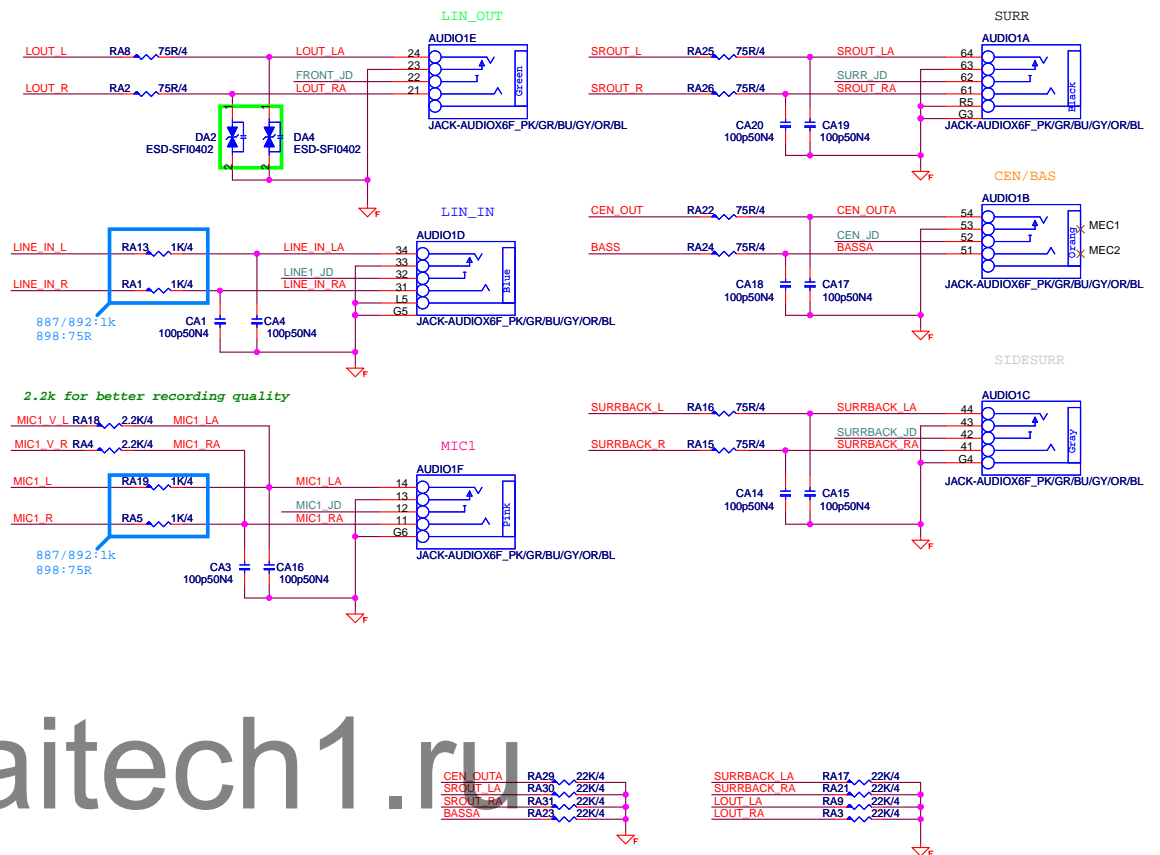 LIN_OUT
AUDIO1E
LOUT_L RA8 75R/4 LOUT_LA 24
23
FRONT_JD 22
LOUT_R RA2 75R/4 LOUT_RA 21
Green
1 1
DA2 DA4
ESD-SFI0402 ESD-SFI0402
2 2
JACK-AUDIOX6F_PK/GR/BU/GY/OR/BL
F
SURR
AUDIO1A
SROUT_L RA25 75R/4 SROUT_LA 64
63
SURR_JD 62
SROUT_R RA26 75R/4 SROUT_RA 61
R5
G3
Black
CA20 CA19
100p50N4 100p50N4
JACK-AUDIOX6F_PK/GR/BU/GY/OR/BL
F
LIN_IN
AUDIO1D
LINE_IN_L RA13 1K/4 LINE_IN_LA 34
33
LINE1_JD 32
LINE_IN_R RA1 1K/4 LINE_IN_RA 31
L5
G5
Blue
887/892:1k
898:75R
CA1 CA4
100p50N4 100p50N4
JACK-AUDIOX6F_PK/GR/BU/GY/OR/BL
F
CEN/BAS
AUDIO1B
CEN_OUT RA22 75R/4 CEN_OUTA 54
53
CEN_JD 52
BASS RA24 75R/4 BASSA 51
Orang
MEC1
MEC2
CA18 CA17
100p50N4 100p50N4
JACK-AUDIOX6F_PK/GR/BU/GY/OR/BL
F
2.2k for better recording quality
MIC1_V_L RA18 2.2K/4 MIC1_LA
MIC1_V_R RA4 2.2K/4 MIC1_RA
MIC1
AUDIO1F
MIC1_L RA19 1K/4 MIC1_LA 14
13
MIC1_JD 12
MIC1_R RA5 1K/4 MIC1_RA 11
G6
Pink
887/892:1k
898:75R
CA3 CA16
100p50N4 100p50N4
JACK-AUDIOX6F_PK/GR/BU/GY/OR/BL
F
SIDESURR
AUDIO1C
SURRBACK_L RA16 75R/4 SURRBACK_LA 44
43
SURRBACK_JD 42
SURRBACK_R RA15 75R/4 SURRBACK_RA 41
G4
Gray
CA14 CA15
100p50N4 100p50N4
JACK-AUDIOX6F_PK/GR/BU/GY/OR/BL
F
aitech1.ru
CEN_OUTA RA29 22K/4
SROUT_LA RA30 22K/4
SROUT_RA RA31 22K/4
BASSA RA23 22K/4
F
SURRBACK_LA RA17 22K/4
SURRBACK_RA RA21 22K/4
LOUT_LA RA9 22K/4
LOUT_RA RA3 22K/4
F